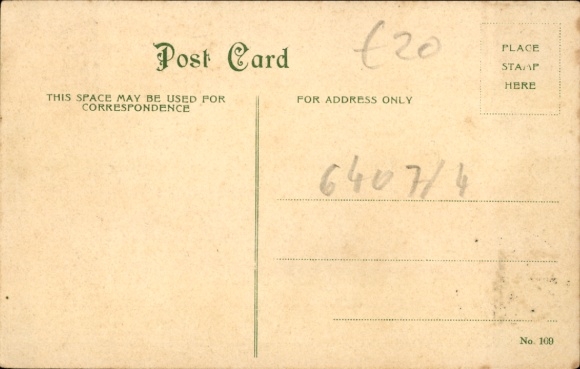 Post Card
£20
PLACE
STAMP
HERE
THIS SPACE MAY BE USED FOR
CORRESPONDENCE
FOR ADDRESS ONLY
6407/4
No. 109